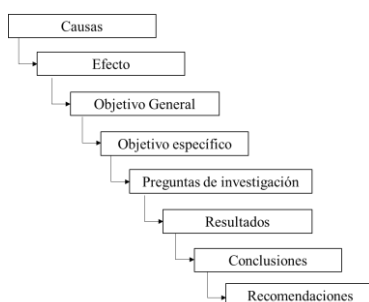 Causas
Efecto
Objetivo General
Objetivo específico
Preguntas de investigación
Resultados
Conclusiones
Recomendaciones